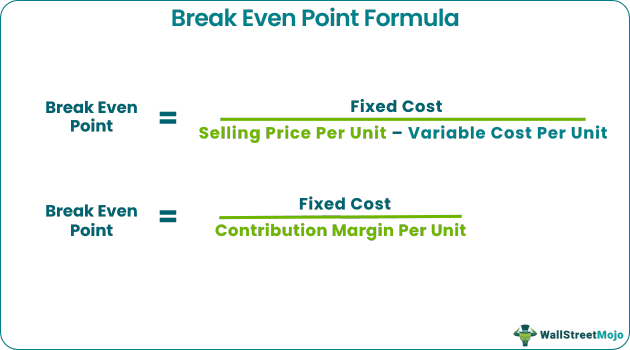 Break Even Point Formula
Break Even
Point
=
Fixed Cost
Selling Price Per Unit – Variable Cost Per Unit
Break Even
Point
=
Fixed Cost
Contribution Margin Per Unit
WallStreetMojo